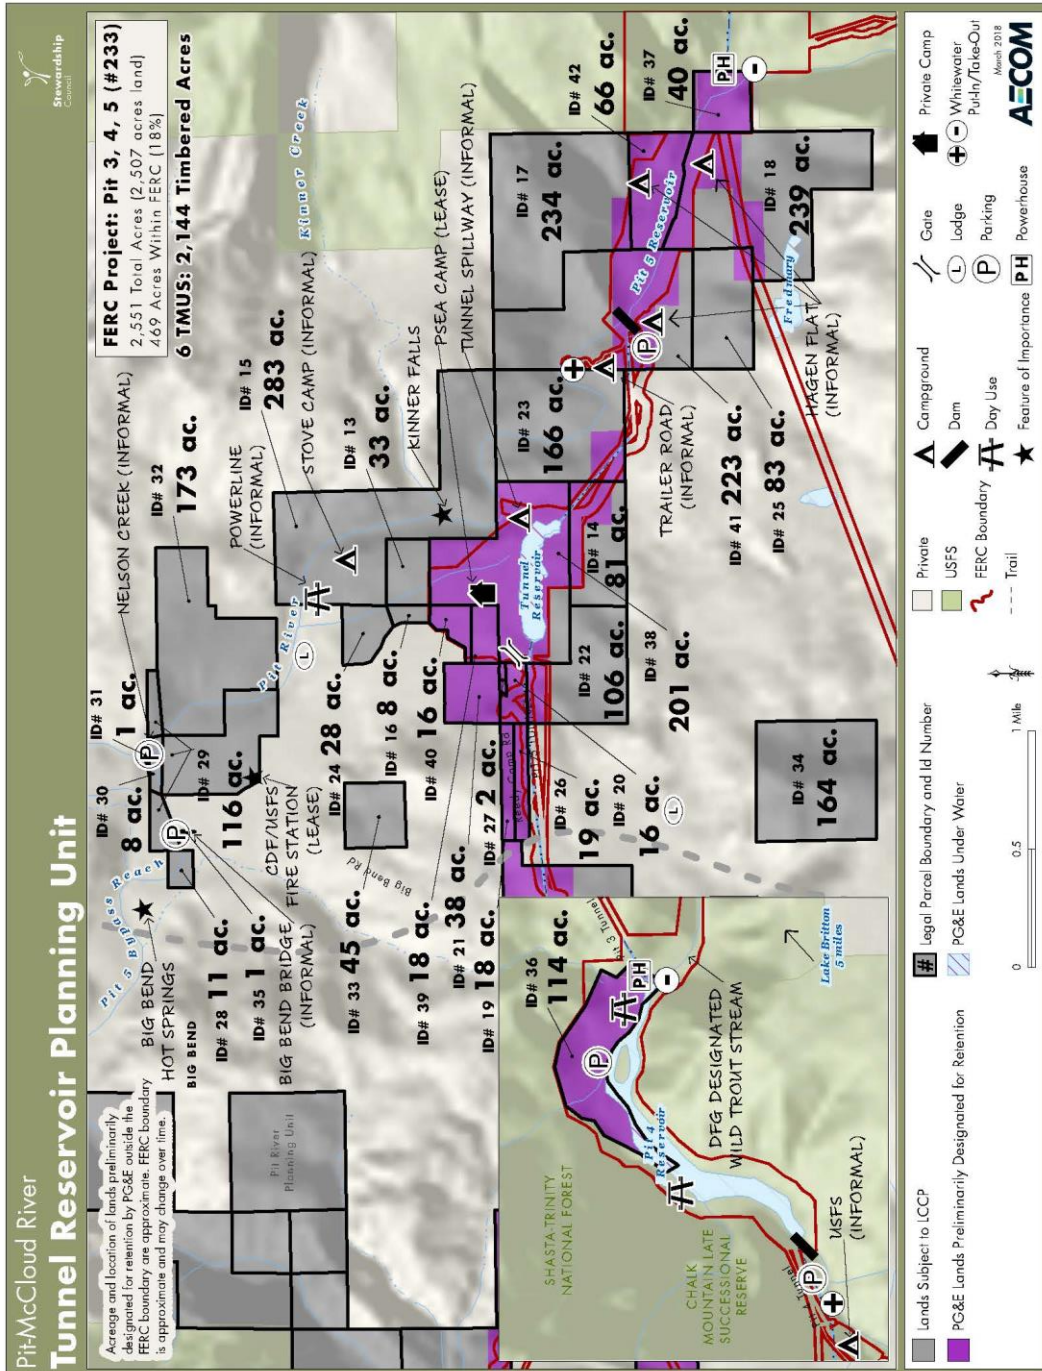 Pit-McCloud River
Tunnel Reservoir Planning Unit
Stewardship
Council
Acreage and location of lands preliminarily
designated for retention by PG&E outside the
FERC boundary are approximate. FERC boundary
is approximate and may change over time.
FERC Project: Pit 3, 4, 5 (#233)
2,551 Total Acres (2,507 acres land)
469 Acres Within FERC (18%)
6 TMUS: 2,144 Timbered Acres
Pit River
Planning Unit
Pit 5 Bypass Reach
BIG BEND
HOT SPRINGS
BIG BEND
ID# 28 11 ac.
ID# 35 1 ac.
BIG BEND BRIDGE
(INFORMAL)
ID# 30
8 ac.
ID# 31
1 ac.
NELSON CREEK (INFORMAL)
ID# 29
116 ac.
CDF/USFS
FIRE STATION
(LEASE)
ID# 32
173 ac.
Pit River
POWERLINE
(INFORMAL)
ID# 15
283 ac.
STOVE CAMP (INFORMAL)
ID# 13
33 ac.
KINNER FALLS
Kinner Creek
PSEA CAMP (LEASE)
TUNNEL SPILLWAY (INFORMAL)
ID# 33 45 ac.
Big Bend Rd
ID# 24 28 ac.
ID# 16 8 ac.
ID# 40 16 ac.
ID# 39 18 ac.
ID# 21 38 ac.
ID# 19 18 ac.
ID# 27 2 ac.
ID# 26
19 ac.
ID# 20
16 ac.
ID# 22
106 ac.
ID# 38
201 ac.
ID# 14
81 ac.
Tunnel
Reservoir
ID# 23
166 ac.
ID# 17
234 ac.
ID# 42
66 ac.
ID# 37
40 ac.
Pit 5 Reservoir
ID# 18
239 ac.
Fredmary
HAGEN FLAT
(INFORMAL)
TRAILER ROAD
(INFORMAL)
ID# 41 223 ac.
ID# 25 83 ac.
ID# 34
164 ac.
SHASTA-TRINITY
NATIONAL FOREST
CHALK
MOUNTAIN LATE
SUCCESSIONAL
RESERVE
Pit 4
Reservoir
ID# 36
114 ac.
DFG DESIGNATED
WILD TROUT STREAM
Lake Britton
5 miles
USFS
(INFORMAL)
P
PH
L
Lands Subject to LCCP
PG&E Lands Preliminarily Designated for Retention
# Legal Parcel Boundary and Id Number
PG&E Lands Under Water
0 0.5 1 Mile
Private
USFS
FERC Boundary
Trail
Campground
Dam
Day Use
Feature of Importance
Gate
L Lodge
P Parking
PH Powerhouse
Private Camp
Whitewater
Put-In/Take-Out
March 2018
AECOM